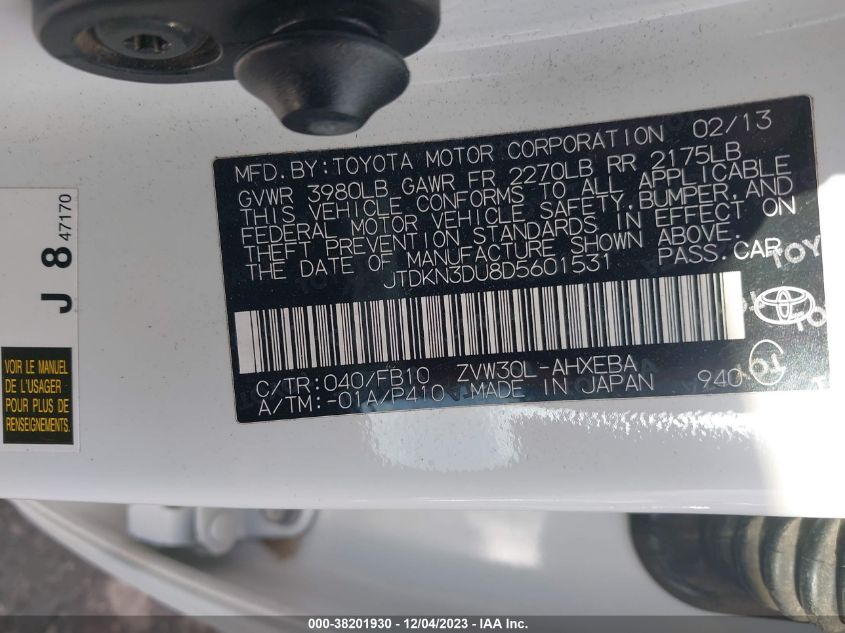 MFD. BY: TOYOTA MOTOR CORPORATION 02/13
GVWR 3980LB GAWR FR 2270LB RR 2175LB
THIS VEHICLE CONFORMS TO ALL APPLICABLE
FEDERAL MOTOR VEHICLE SAFETY, BUMPER, AND
THEFT PREVENTION STANDARDS IN EFFECT ON
THE DATE OF MANUFACTURE SHOWN ABOVE.
JTDKN3DU8D5601531 PASS. CAR
C/TR: 040/FB10 ZVW30L-AHXEBA
A/TM: -01A/P410 MADE IN JAPAN 940
J 8 47170
VOIR LE MANUEL
DE L'USAGER
POUR PLUS DE
RENSEIGNEMENTS.
000-38201930 - 12/04/2023 - IAA Inc.